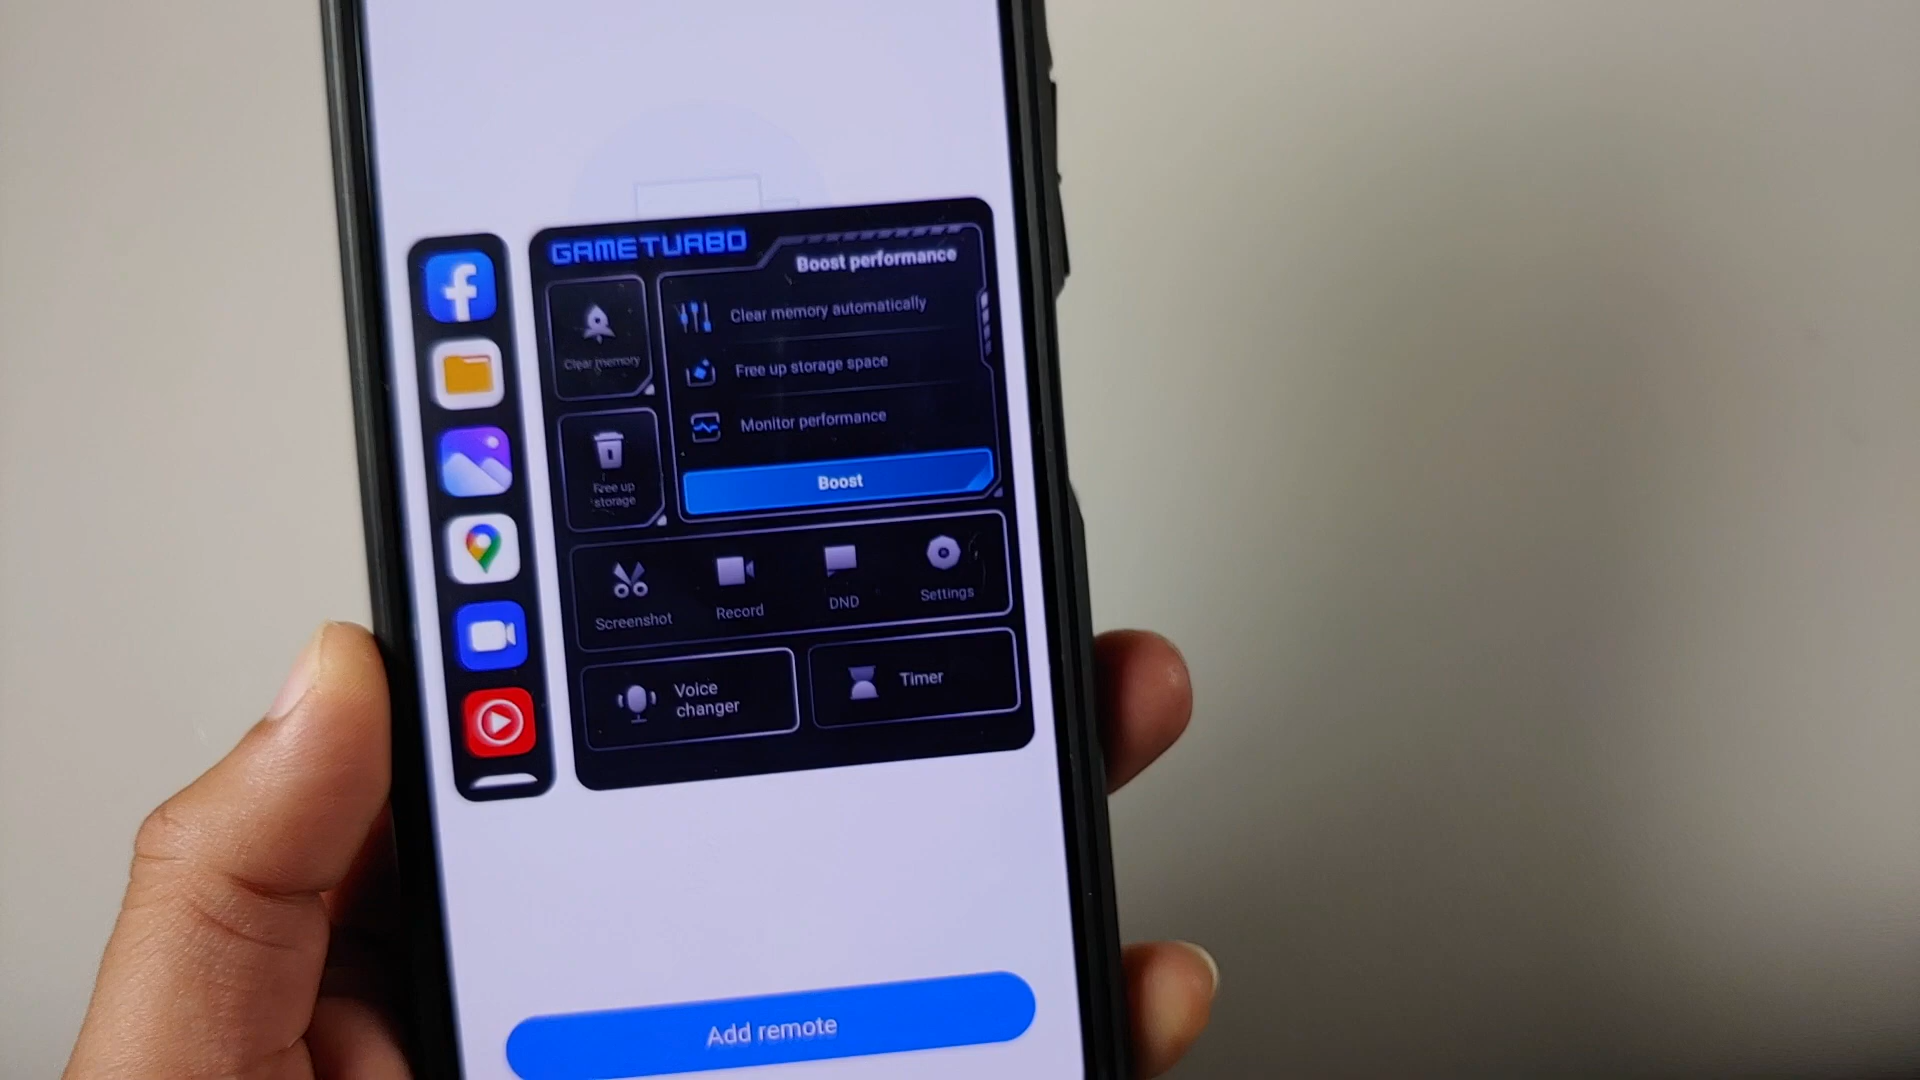 GAMETURBO
Boost performance
Clear memory
Clear memory automatically
Free up storage space
Monitor performance
Free up
storage
Boost
Screenshot
Record
DND
Settings
Voice
changer
Timer
Add remote